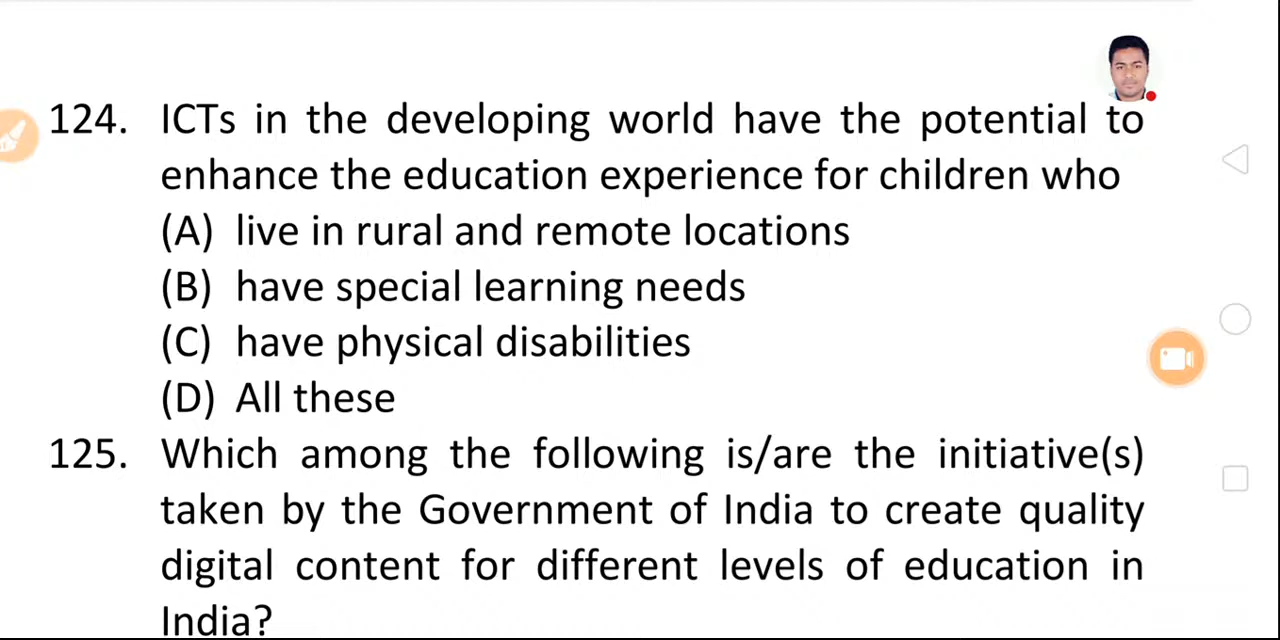 124. ICTs in the developing world have the potential to
enhance the education experience for children who
(A) live in rural and remote locations
(B) have special learning needs
(C) have physical disabilities
(D) All these
125. Which among the following is/are the initiative(s)
taken by the Government of India to create quality
digital content for different levels of education in
India?